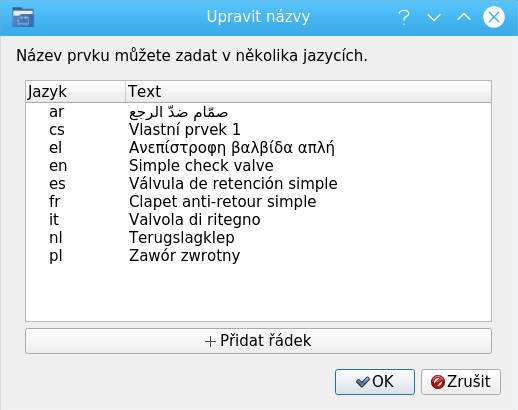 Upravit názvy
Název prvku můžete zadat v několika jazycích.
Jazyk Text
ar صمّام ضدّ الرجع
cs Vlastní prvek 1
el Ανεπίστροφη βαλβίδα απλή
en Simple check valve
es Válvula de retención simple
fr Clapet anti-retour simple
it Valvola di ritegno
nl Terugslagklep
pl Zawór zwrotny
Přidat řádek
OK Zrušit